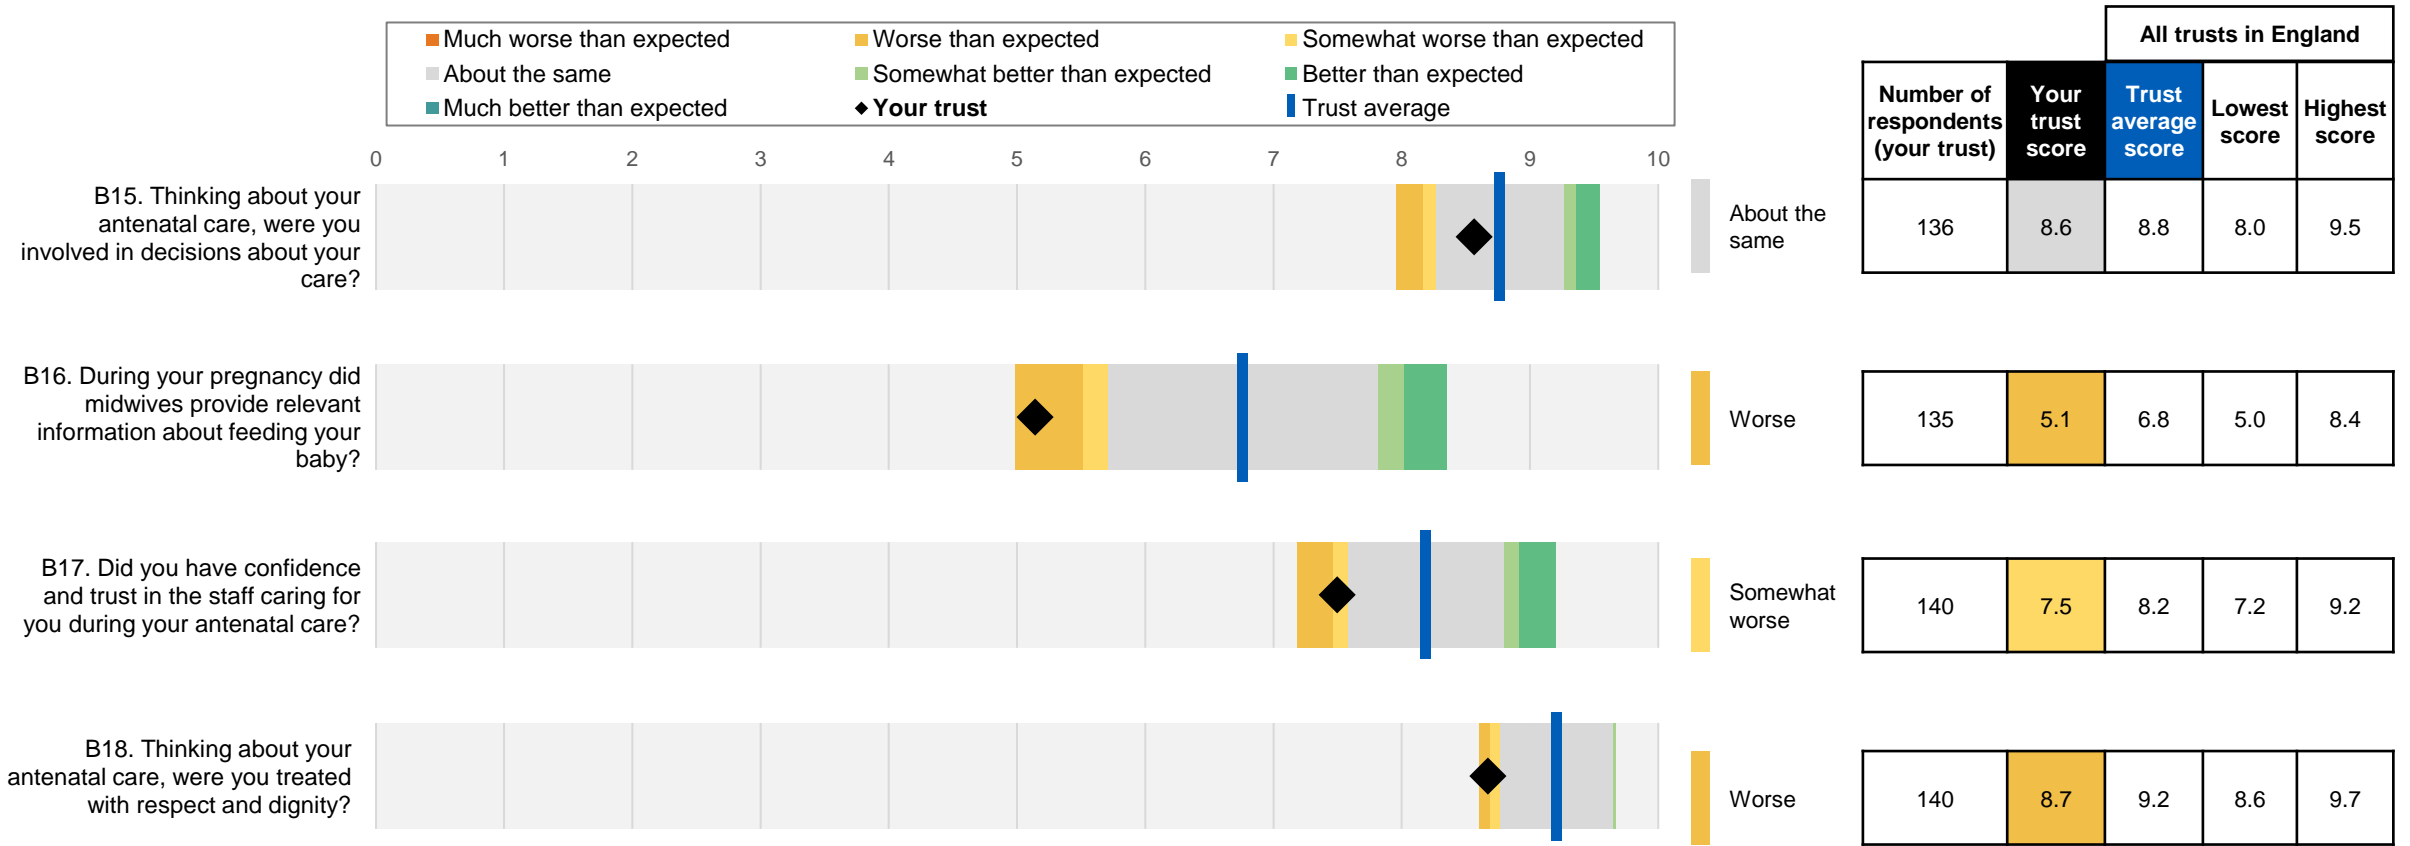 Much worse than expected
Worse than expected
Somewhat worse than expected
About the same
Somewhat better than expected
Better than expected
Much better than expected
Your trust
Trust average
All trusts in England
Number of
respondents
(your trust)
Your
trust
score
Trust
average
score
Lowest
score
Highest
score
0 1 2 3 4 5 6 7 8 9 10
B15. Thinking about your
antenatal care, were you
involved in decisions about your
care?
About the
same
136 8.6 8.8 8.0 9.5
B16. During your pregnancy did
midwives provide relevant
information about feeding your
baby?
Worse
135 5.1 6.8 5.0 8.4
B17. Did you have confidence
and trust in the staff caring for
you during your antenatal care?
Somewhat
worse
140 7.5 8.2 7.2 9.2
B18. Thinking about your
antenatal care, were you treated
with respect and dignity?
Worse
140 8.7 9.2 8.6 9.7